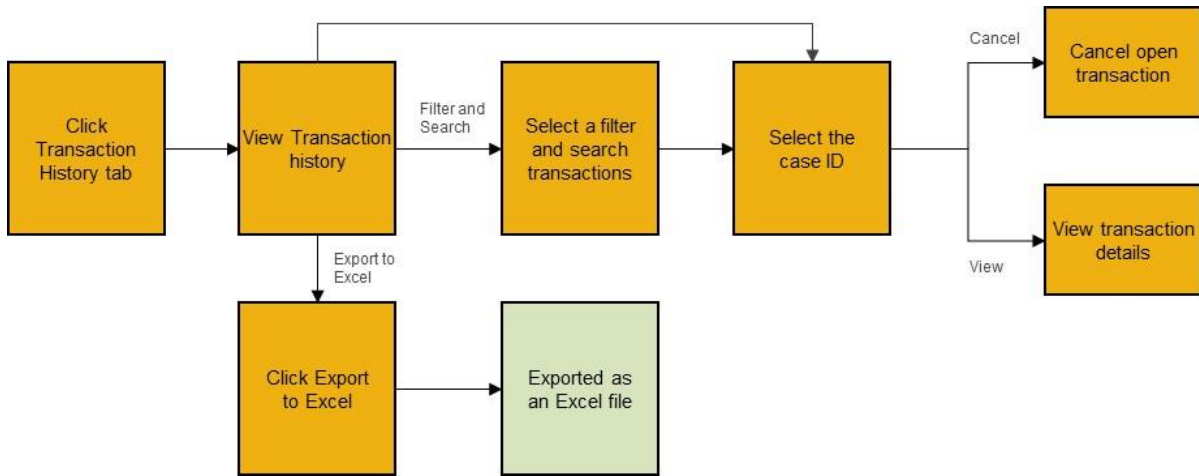 Click
Transaction
History tab
View Transaction
history
Filter and
Search
Select a filter
and search
transactions
Select the
case ID
Cancel
Cancel open
transaction
View
View transaction
details
Export to
Excel
Click Export
to Excel
Exported as
an Excel file